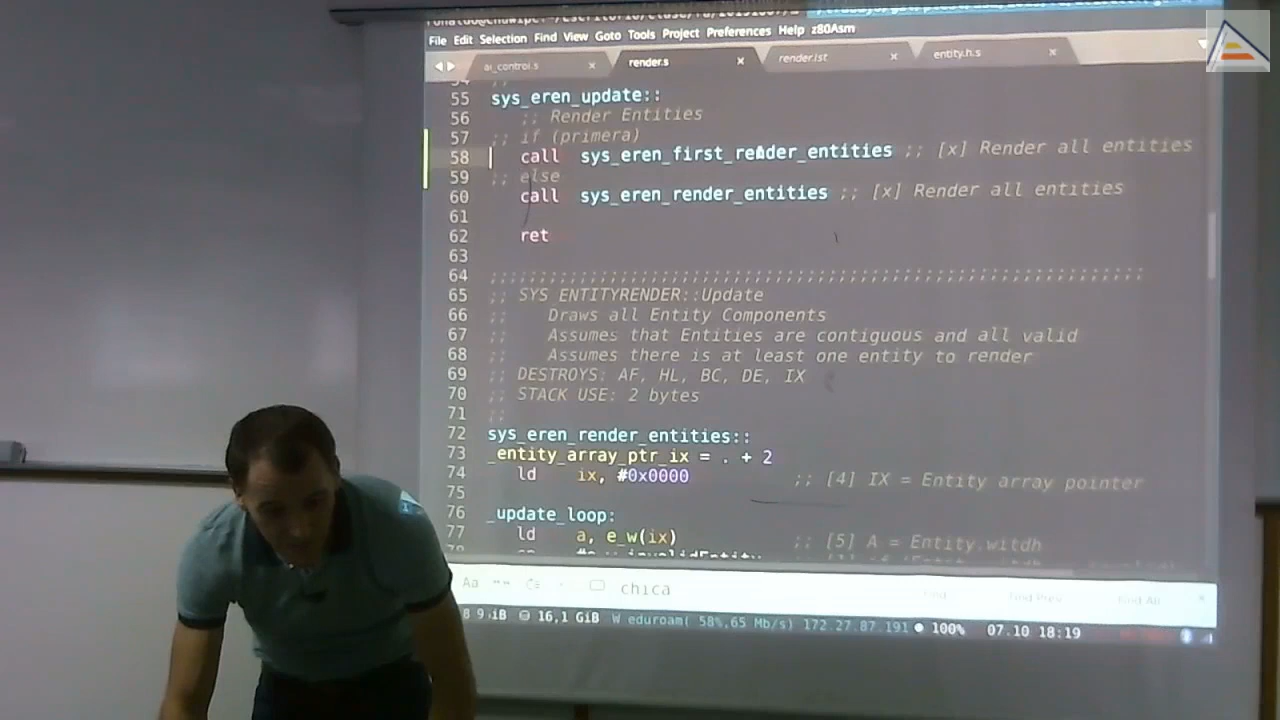 File Edit Selection Find View Goto Tools Project Preferences Help z80Asm
ai_control.s render.s render.lst entity.h.s
55 sys_eren_update::
56 ;; Render Entities
57 ;; if (primera)
58 call sys_eren_first_render_entities ;; [x] Render all entities
59 ;; else
60 call sys_eren_render_entities ;; [x] Render all entities
61
62 ret
63
64 ;;;;;;;;;;;;;;;;;;;;;;;;;;;;;;;;;;;;;;;;;;;;;;;;;;;;;;;;;;;;;;;;;;;;;;
65 ;; SYS ENTITYRENDER::Update
66 ;; Draws all Entity Components
67 ;; Assumes that Entities are contiguous and all valid
68 ;; Assumes there is at least one entity to render
69 ;; DESTROYS: AF, HL, BC, DE, IX
70 ;; STACK USE: 2 bytes
71 ;;
72 sys_eren_render_entities::
73 _entity_array_ptr_ix = . + 2
74 ld ix, #0x0000 ;; [4] IX = Entity array pointer
75
76 _update_loop:
77 ld a, e_w(ix) ;; [5] A = Entity.witdh
Aa chica Find Find Prev Find All
16,1 GiB W eduroam( 58%,65 Mb/s) 172.27.87.191 100% 07.10 18:19